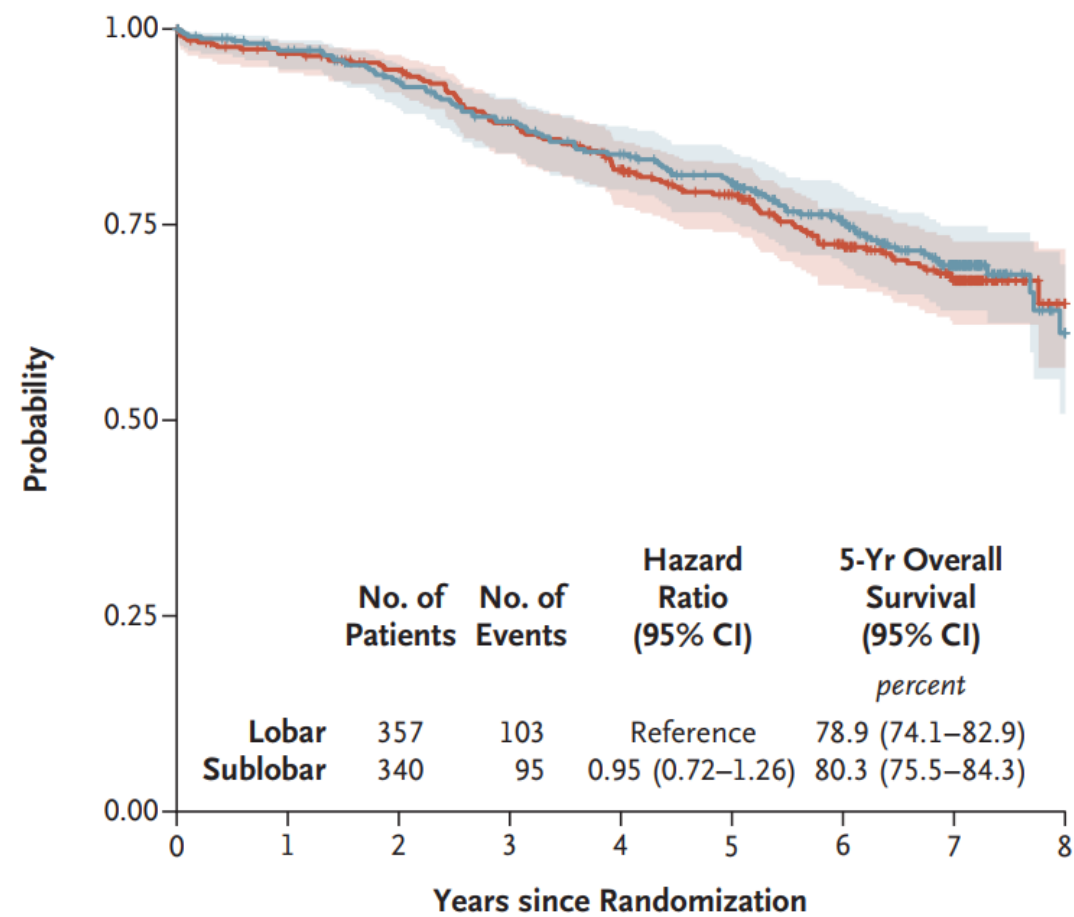 1.00
0.75
0.50
0.25
0.00
Probability
Hazard 5-Yr Overall
No. of No. of Ratio Survival
Patients Events (95% CI) (95% CI)
percent
Lobar 357 103 Reference 78.9 (74.1–82.9)
Sublobar 340 95 0.95 (0.72–1.26) 80.3 (75.5–84.3)
0 1 2 3 4 5 6 7 8
Years since Randomization